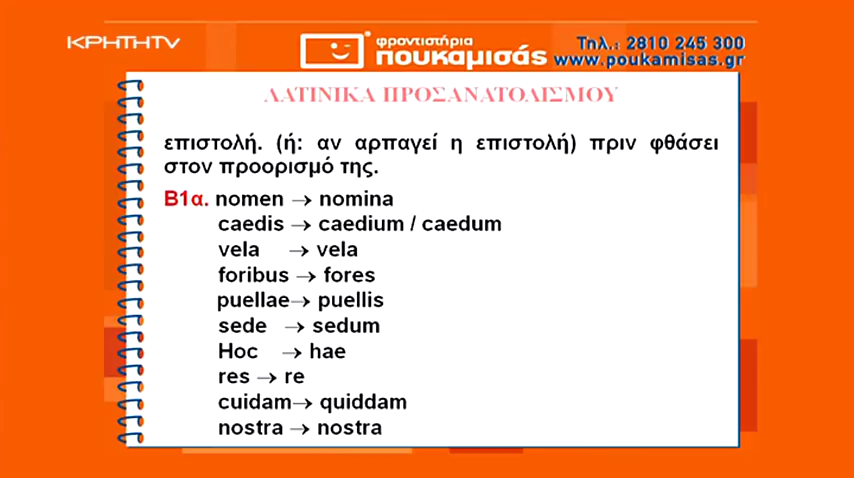 ΚΡΗΤΗTV
φροντιστήρια
πουκαμισάς
Τηλ.: 2810 245 300
www.poukamisas.gr
ΛΑΤΙΝΙΚΑ ΠΡΟΣΑΝΑΤΟΛΙΣΜΟΥ
επιστολή. (ή: αν αρπαγεί η επιστολή) πριν φθάσει
στον προορισμό της.
Β1α. nomen → nomina
caedis → caedium / caedum
vela → vela
foribus → fores
puellae→ puellis
sede → sedum
Hoc → hae
res → re
cuidam→ quiddam
nostra → nostra